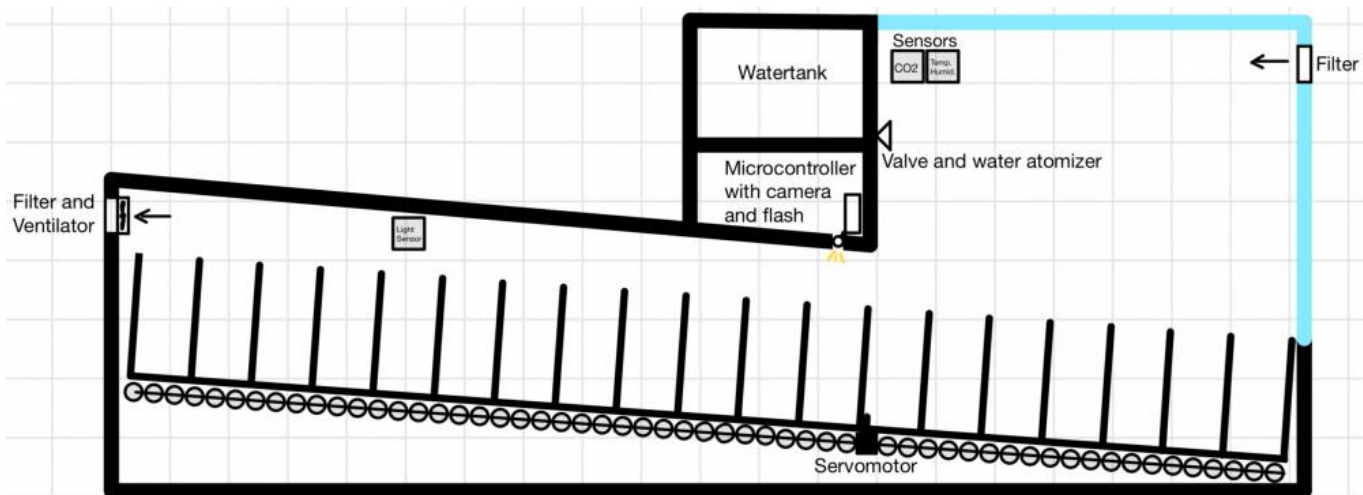 Sensors
CO2
Temp.
Humid.
Filter
Watertank
Valve and water atomizer
Microcontroller
with camera
and flash
Filter and
Ventilator
Light
Sensor
Servomotor